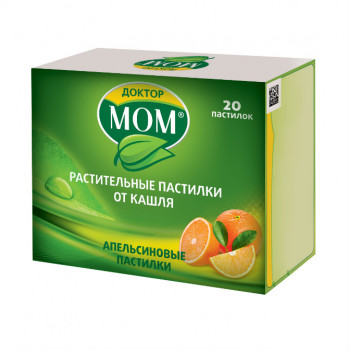 ДОКТОР
МОМ®
20
пастилок
РАСТИТЕЛЬНЫЕ ПАСТИЛКИ
ОТ КАШЛЯ
АПЕЛЬСИНОВЫЕ
ПАСТИЛКИ